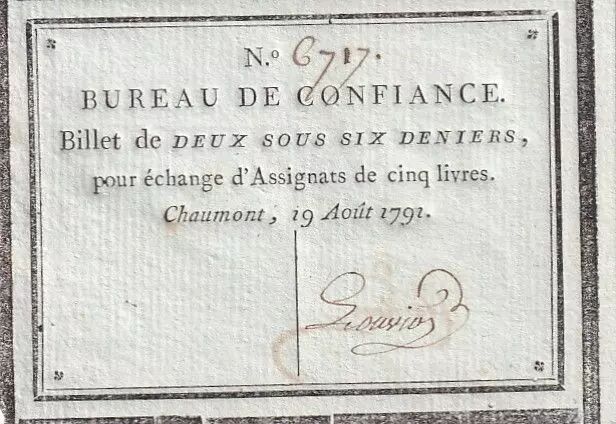 N.º 6717.
BUREAU DE CONFIANCE.
Billet de DEUX SOUS SIX DENIERS,
pour échange d'Assignats de cinq livres.
Chaumont, 19 Août 1791.